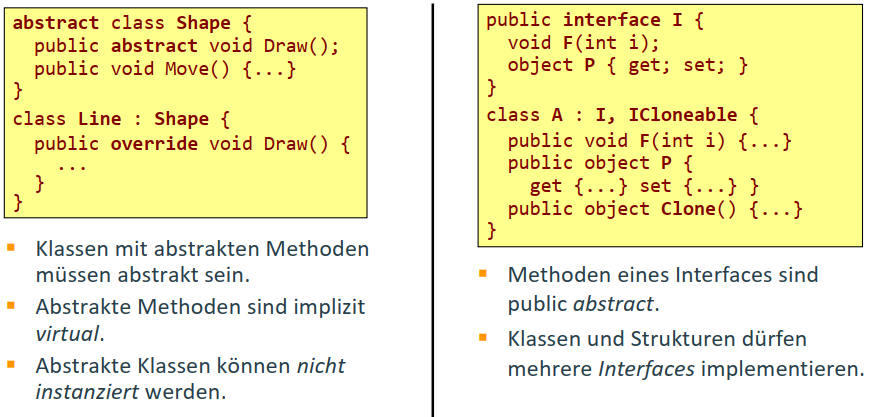 abstract class Shape {
public abstract void Draw();
public void Move() {...}
}
class Line : Shape {
public override void Draw() {
...
}
}
Klassen mit abstrakten Methoden
müssen abstrakt sein.
Abstrakte Methoden sind implizit
virtual.
Abstrakte Klassen können nicht
instanziert werden.
public interface I {
void F(int i);
object P { get; set; }
}
class A : I, ICloneable {
public void F(int i) {...}
public object P {
get {...} set {...} }
public object Clone() {...}
}
Methoden eines Interfaces sind
public abstract.
Klassen und Strukturen dürfen
mehrere Interfaces implementieren.